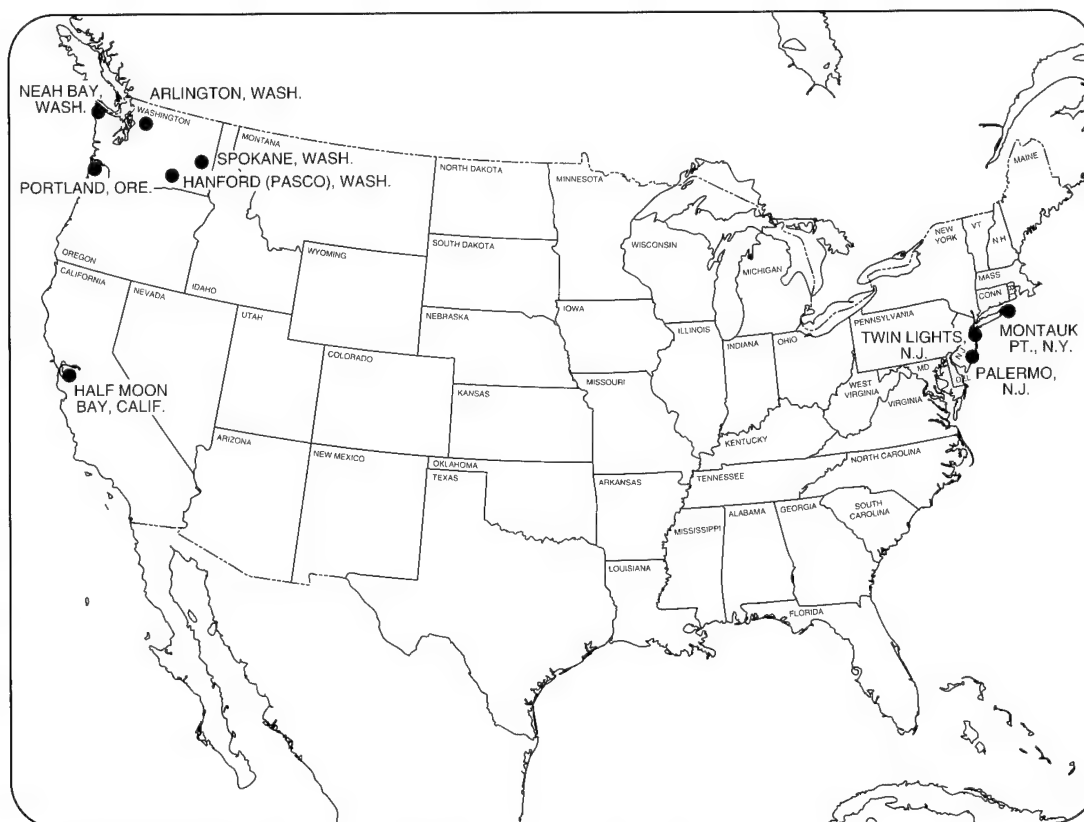 NEAH BAY,
WASH.
ARLINGTON, WASH.
WASHINGTON
MONTANA
SPOKANE, WASH.
HANFORD (PASCO), WASH.
PORTLAND, ORE.
NORTH DAKOTA
MINNESOTA
MAINE
NEW
YORK
VT
N H
SOUTH DAKOTA
WISCONSIN
MICHIGAN
WYOMING
OREGON
CALIFORNIA
IDAHO
NEVADA
MASS
CONN
UTAH
NEBRASKA
IOWA
ILLINOIS
INDIANA
OHIO
PENNSYLVANIA
MONTAUK
PT., N.Y.
TWIN LIGHTS,
N.J.
N J
PALERMO,
N.J.
MD
DEL
COLORADO
HALF MOON
BAY, CALIF.
KANSAS
MISSOURI
WEST
VIRGINIA
VIRGINIA
KENTUCKY
ARIZONA
NEW MEXICO
OKLAHOMA
TEXAS
ARKANSAS
TENNESSEE
NORTH CAROLINA
SOUTH
CAROLINA
MISSISSIPPI
ALABAMA
GEORGIA
LOUISIANA
FLORIDA